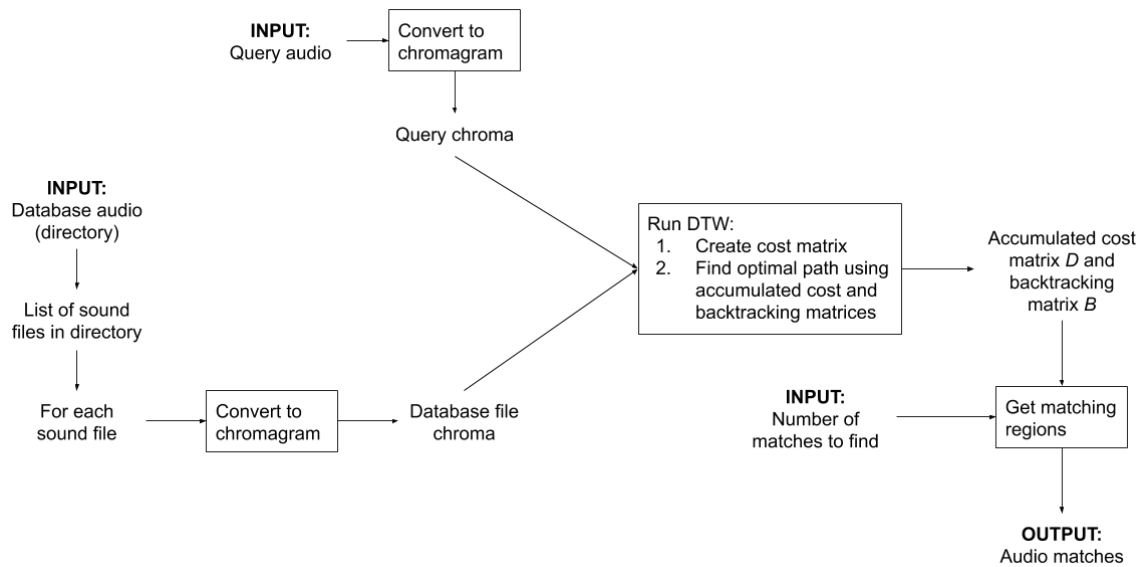 INPUT:
Query audio
Convert to
chromagram
Query chroma
INPUT:
Database audio
(directory)
List of sound
files in directory
For each
sound file
Convert to
chromagram
Database file
chroma
Run DTW:
1. Create cost matrix
2. Find optimal path using
accumulated cost and
backtracking matrices
Accumulated cost
matrix D and
backtracking
matrix B
INPUT:
Number of
matches to find
Get matching
regions
OUTPUT:
Audio matches